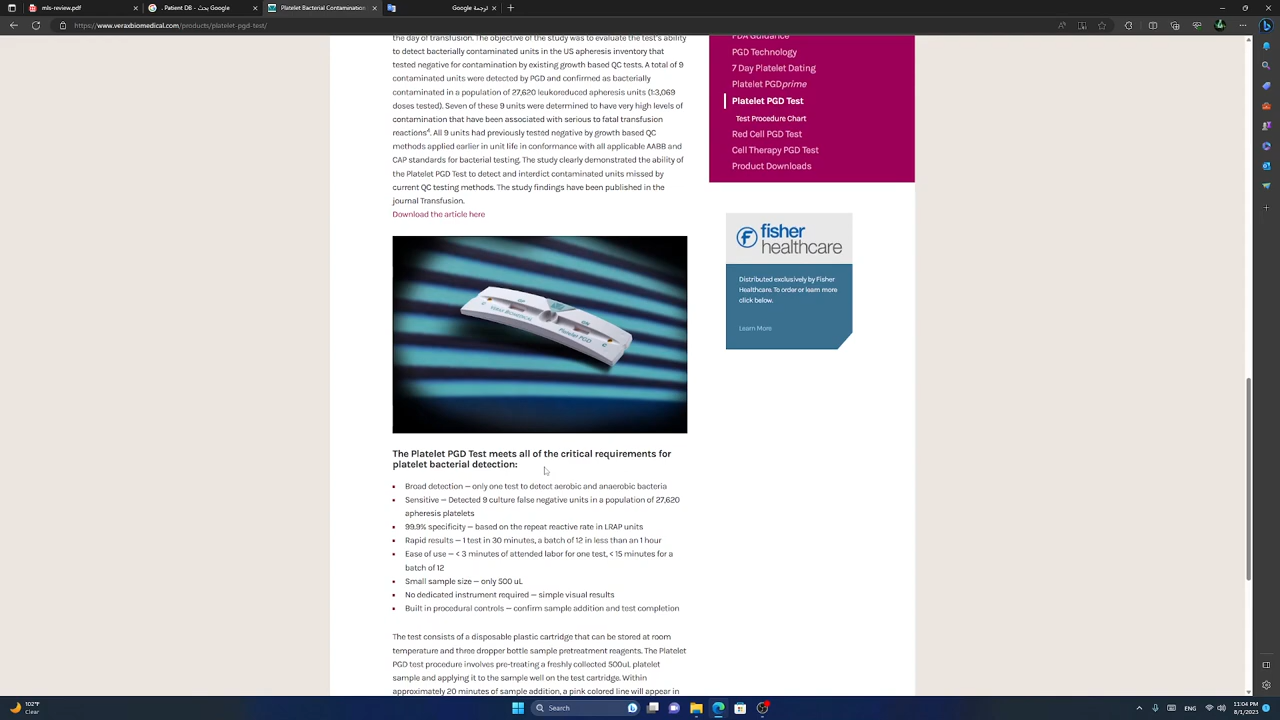 mls-review.pdf
Patient DB - بحث Google
Platelet Bacterial Contamination
ترجمة - Google
https://www.veraxbiomedical.com/products/platelet-pgd-test/
the day of transfusion. The objective of the study was to evaluate the test's ability
to detect bacterially contaminated units in the US apheresis inventory that
tested negative for contamination by existing growth based QC tests. A total of 9
contaminated units were detected by PGD and confirmed as bacterially
contaminated in a population of 27,620 leukoreduced apheresis units (1:3,069
doses tested). Seven of these 9 units were determined to have very high levels of
contamination that have been associated with serious to fatal transfusion
reactions⁴. All 9 units had previously tested negative by growth based QC
methods applied earlier in unit life in conformance with all applicable AABB and
CAP standards for bacterial testing. The study clearly demonstrated the ability of
the Platelet PGD Test to detect and interdict contaminated units missed by
current QC testing methods. The study findings have been published in the
journal Transfusion.
Download the article here
VERAX BIOMEDICAL
Platelet PGD
The Platelet PGD Test meets all of the critical requirements for
platelet bacterial detection:
Broad detection — only one test to detect aerobic and anaerobic bacteria
Sensitive — Detected 9 culture false negative units in a population of 27,620
apheresis platelets
99.9% specificity — based on the repeat reactive rate in LRAP units
Rapid results — 1 test in 30 minutes, a batch of 12 in less than an 1 hour
Ease of use — < 3 minutes of attended labor for one test, < 15 minutes for a
batch of 12
Small sample size — only 500 uL
No dedicated instrument required — simple visual results
Built in procedural controls — confirm sample addition and test completion
The test consists of a disposable plastic cartridge that can be stored at room
temperature and three dropper bottle sample pretreatment reagents. The Platelet
PGD test procedure involves pre-treating a freshly collected 500uL platelet
sample and applying it to the sample well on the test cartridge. Within
approximately 20 minutes of sample addition, a pink colored line will appear in
FDA Guidance
PGD Technology
7 Day Platelet Dating
Platelet PGDprime
Platelet PGD Test
Test Procedure Chart
Red Cell PGD Test
Cell Therapy PGD Test
Product Downloads
fisher
healthcare
Distributed exclusively by Fisher
Healthcare. To order or learn more
click below.
Learn More
102°F
Clear
Search
ENG
11:04 PM
8/1/2023